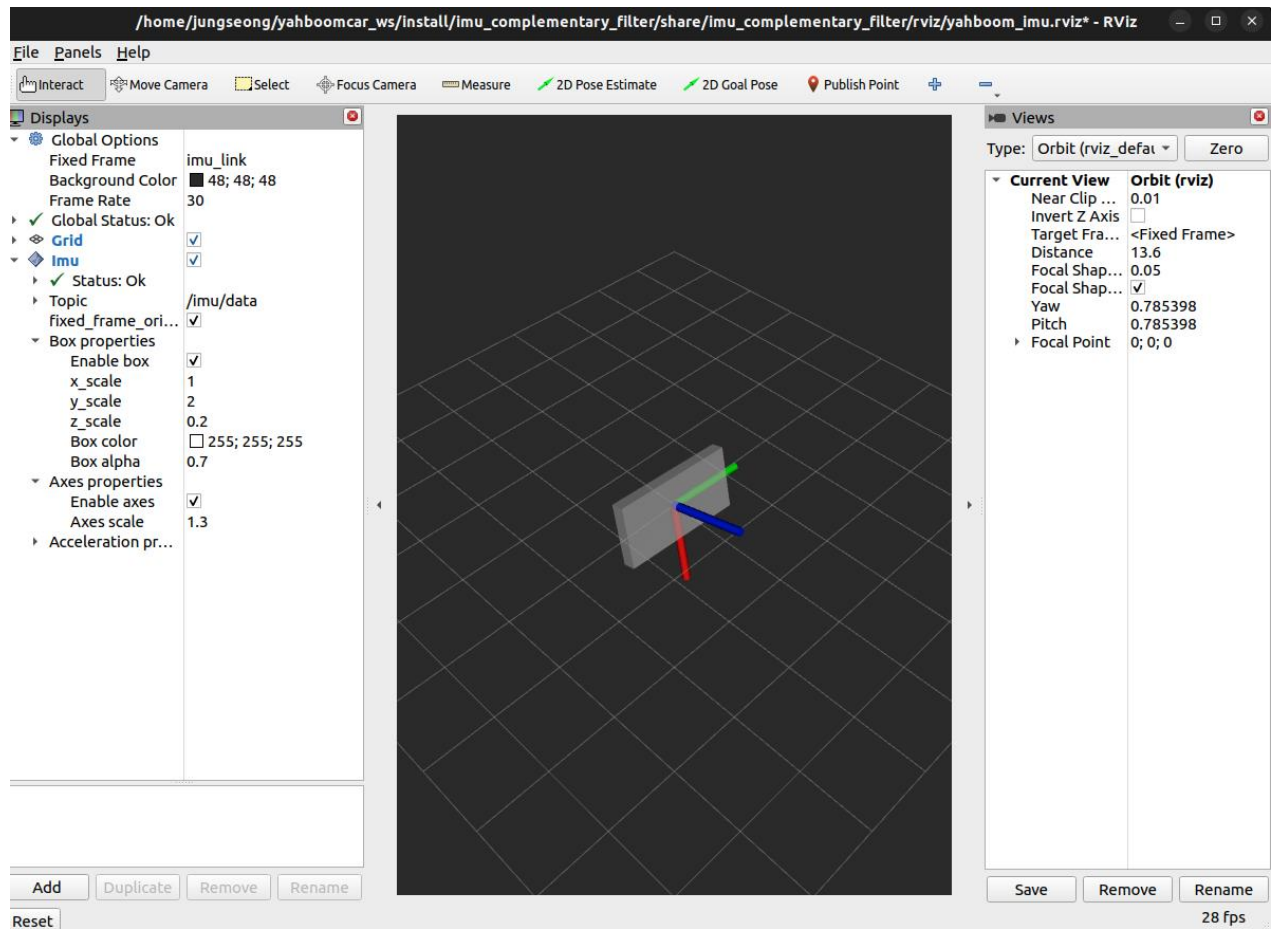 /home/jungseong/yahboomcar_ws/install/imu_complementary_filter/share/imu_complementary_filter/rviz/yahboom_imu.rviz* - RViz
File Panels Help
Interact Move Camera Select Focus Camera Measure 2D Pose Estimate 2D Goal Pose Publish Point
Displays
Global Options
Fixed Frame imu_link
Background Color 48; 48; 48
Frame Rate 30
Global Status: Ok
Grid
Imu
Status: Ok
Topic /imu/data
fixed_frame_ori...
Box properties
Enable box
x_scale 1
y_scale 2
z_scale 0.2
Box color 255; 255; 255
Box alpha 0.7
Axes properties
Enable axes
Axes scale 1.3
Acceleration pr...
Add Duplicate Remove Rename
Reset
Views
Type: Orbit (rviz_defau Zero
Current View Orbit (rviz)
Near Clip ... 0.01
Invert Z Axis
Target Fra... <Fixed Frame>
Distance 13.6
Focal Shap... 0.05
Focal Shap...
Yaw 0.785398
Pitch 0.785398
Focal Point 0; 0; 0
Save Remove Rename
28 fps